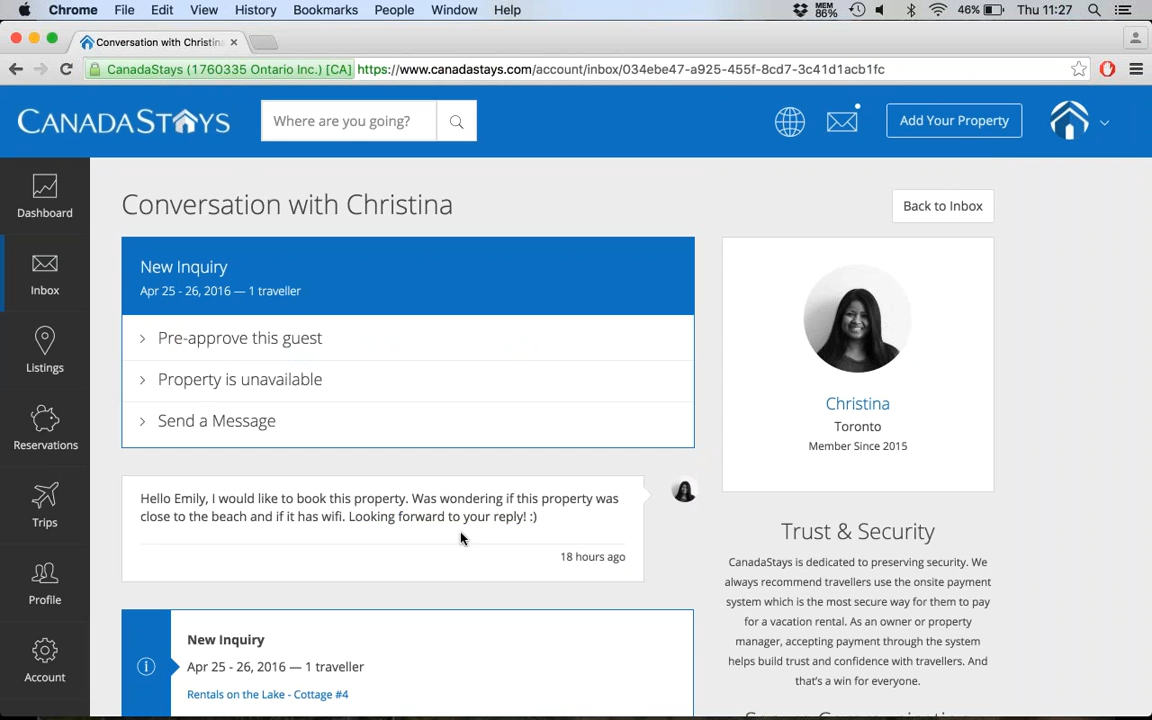 Chrome File Edit View History Bookmarks People Window Help MEM 86% 46% Thu 11:27
Conversation with Christin
CanadaStays (1760335 Ontario Inc.) [CA] https://www.canadastays.com/account/inbox/034ebe47-a925-455f-8cd7-3c41d1acb1fc
CANADASTAYS Where are you going? Add Your Property
Dashboard
Inbox
Listings
Reservations
Trips
Profile
Account
Conversation with Christina
Back to Inbox
New Inquiry
Apr 25 - 26, 2016 — 1 traveller
Pre-approve this guest
Property is unavailable
Send a Message
Hello Emily, I would like to book this property. Was wondering if this property was
close to the beach and if it has wifi. Looking forward to your reply! :)
18 hours ago
New Inquiry
Apr 25 - 26, 2016 — 1 traveller
Rentals on the Lake - Cottage #4
Christina
Toronto
Member Since 2015
Trust & Security
CanadaStays is dedicated to preserving security. We
always recommend travellers use the onsite payment
system which is the most secure way for them to pay
for a vacation rental. As an owner or property
manager, accepting payment through the system
helps build trust and confidence with travellers. And
that's a win for everyone.